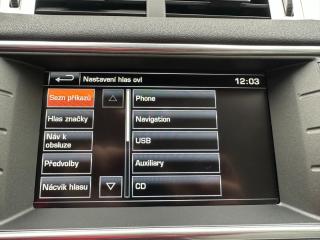 Nastavení hlas ovl
12:03
Sezn příkazů
Hlas značky
Náv k
obsluze
Předvolby
Nácvik hlasu
Phone
Navigation
USB
Auxiliary
CD